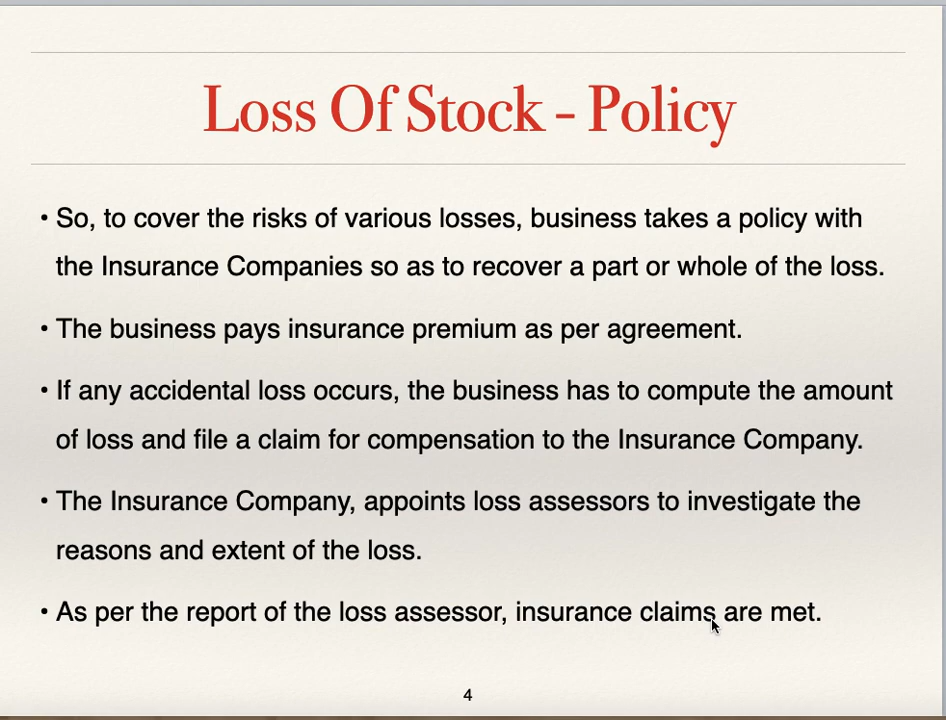 Loss Of Stock - Policy
• So, to cover the risks of various losses, business takes a policy with
the Insurance Companies so as to recover a part or whole of the loss.
• The business pays insurance premium as per agreement.
• If any accidental loss occurs, the business has to compute the amount
of loss and file a claim for compensation to the Insurance Company.
• The Insurance Company, appoints loss assessors to investigate the
reasons and extent of the loss.
• As per the report of the loss assessor, insurance claims are met.
4